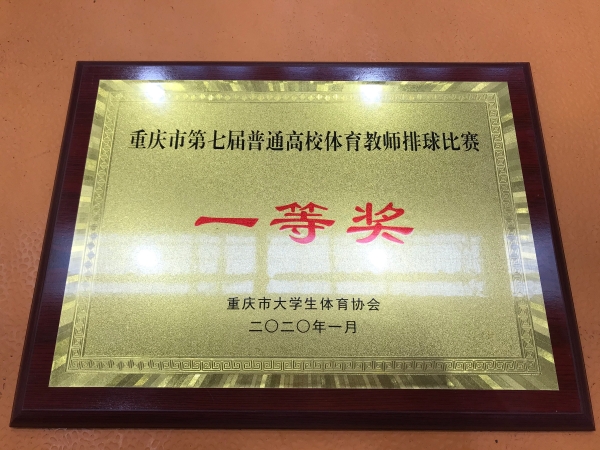 重庆市第七届普通高校体育教师排球比赛
一等奖
重庆市大学生体育协会
二〇二〇年一月